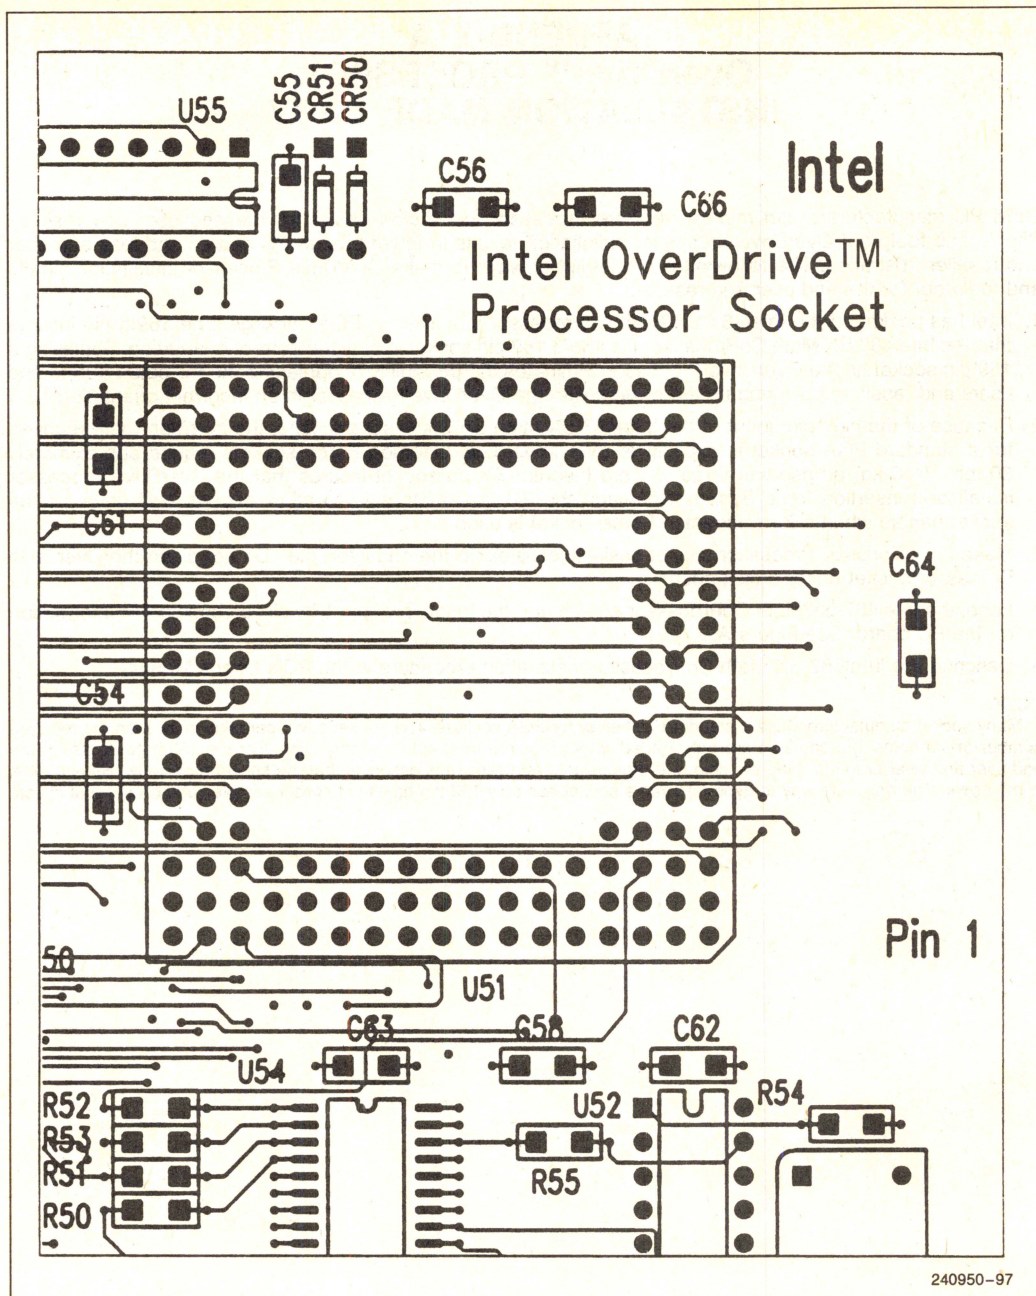 U55
C55
CR51
CR50
C56
C66
Intel
Intel OverDrive™
Processor Socket
C61
C64
C54
Pin 1
50
U51
C63
C58
C62
U54
R52
U52
R54
R53
R51
R55
R50
240950-97